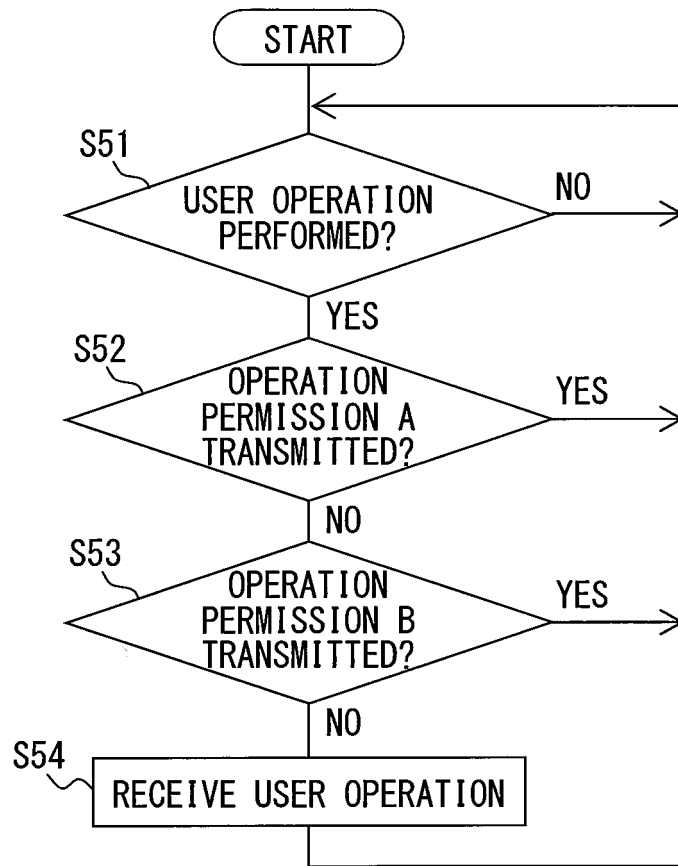 START
S51
USER OPERATION
PERFORMED?
NO
YES
S52
OPERATION
PERMISSION A
TRANSMITTED?
YES
NO
S53
OPERATION
PERMISSION B
TRANSMITTED?
YES
NO
S54
RECEIVE USER OPERATION